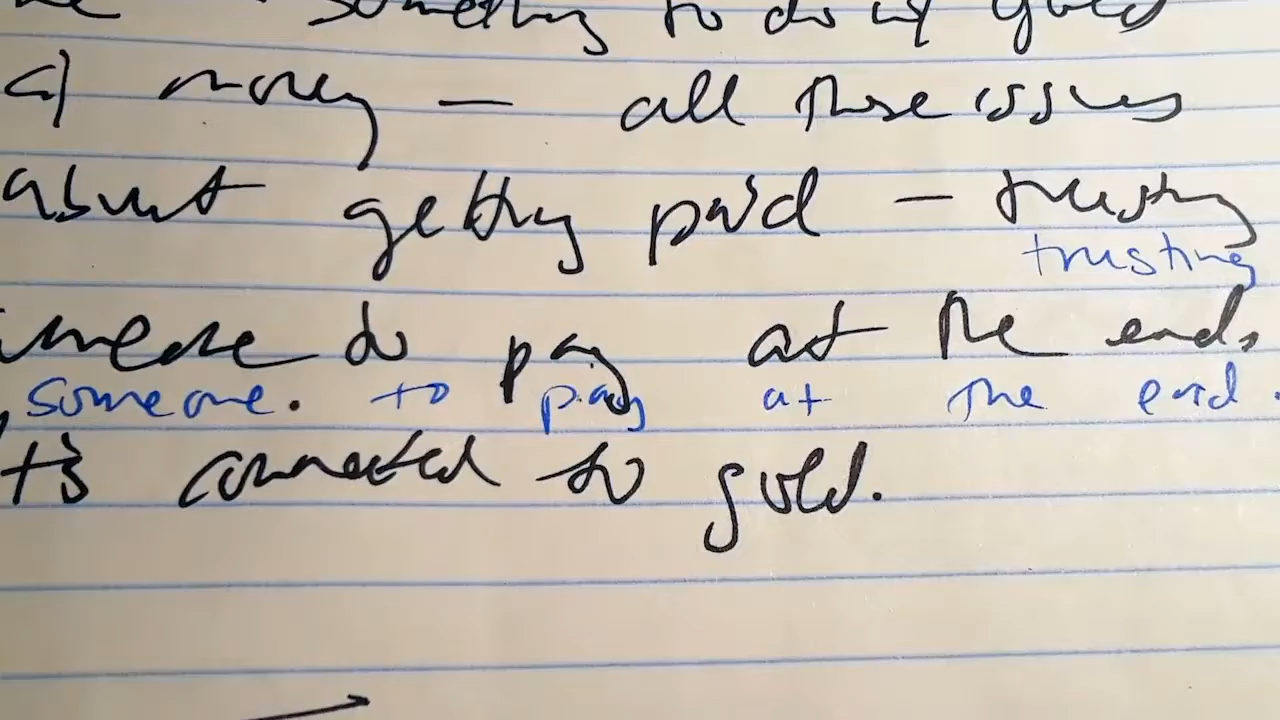 something to do w/ gold
money — all these issues
about getting paid — trusting
trusting
someone to pay at the end,
someone. to pay at the end.
it's connected to gold.